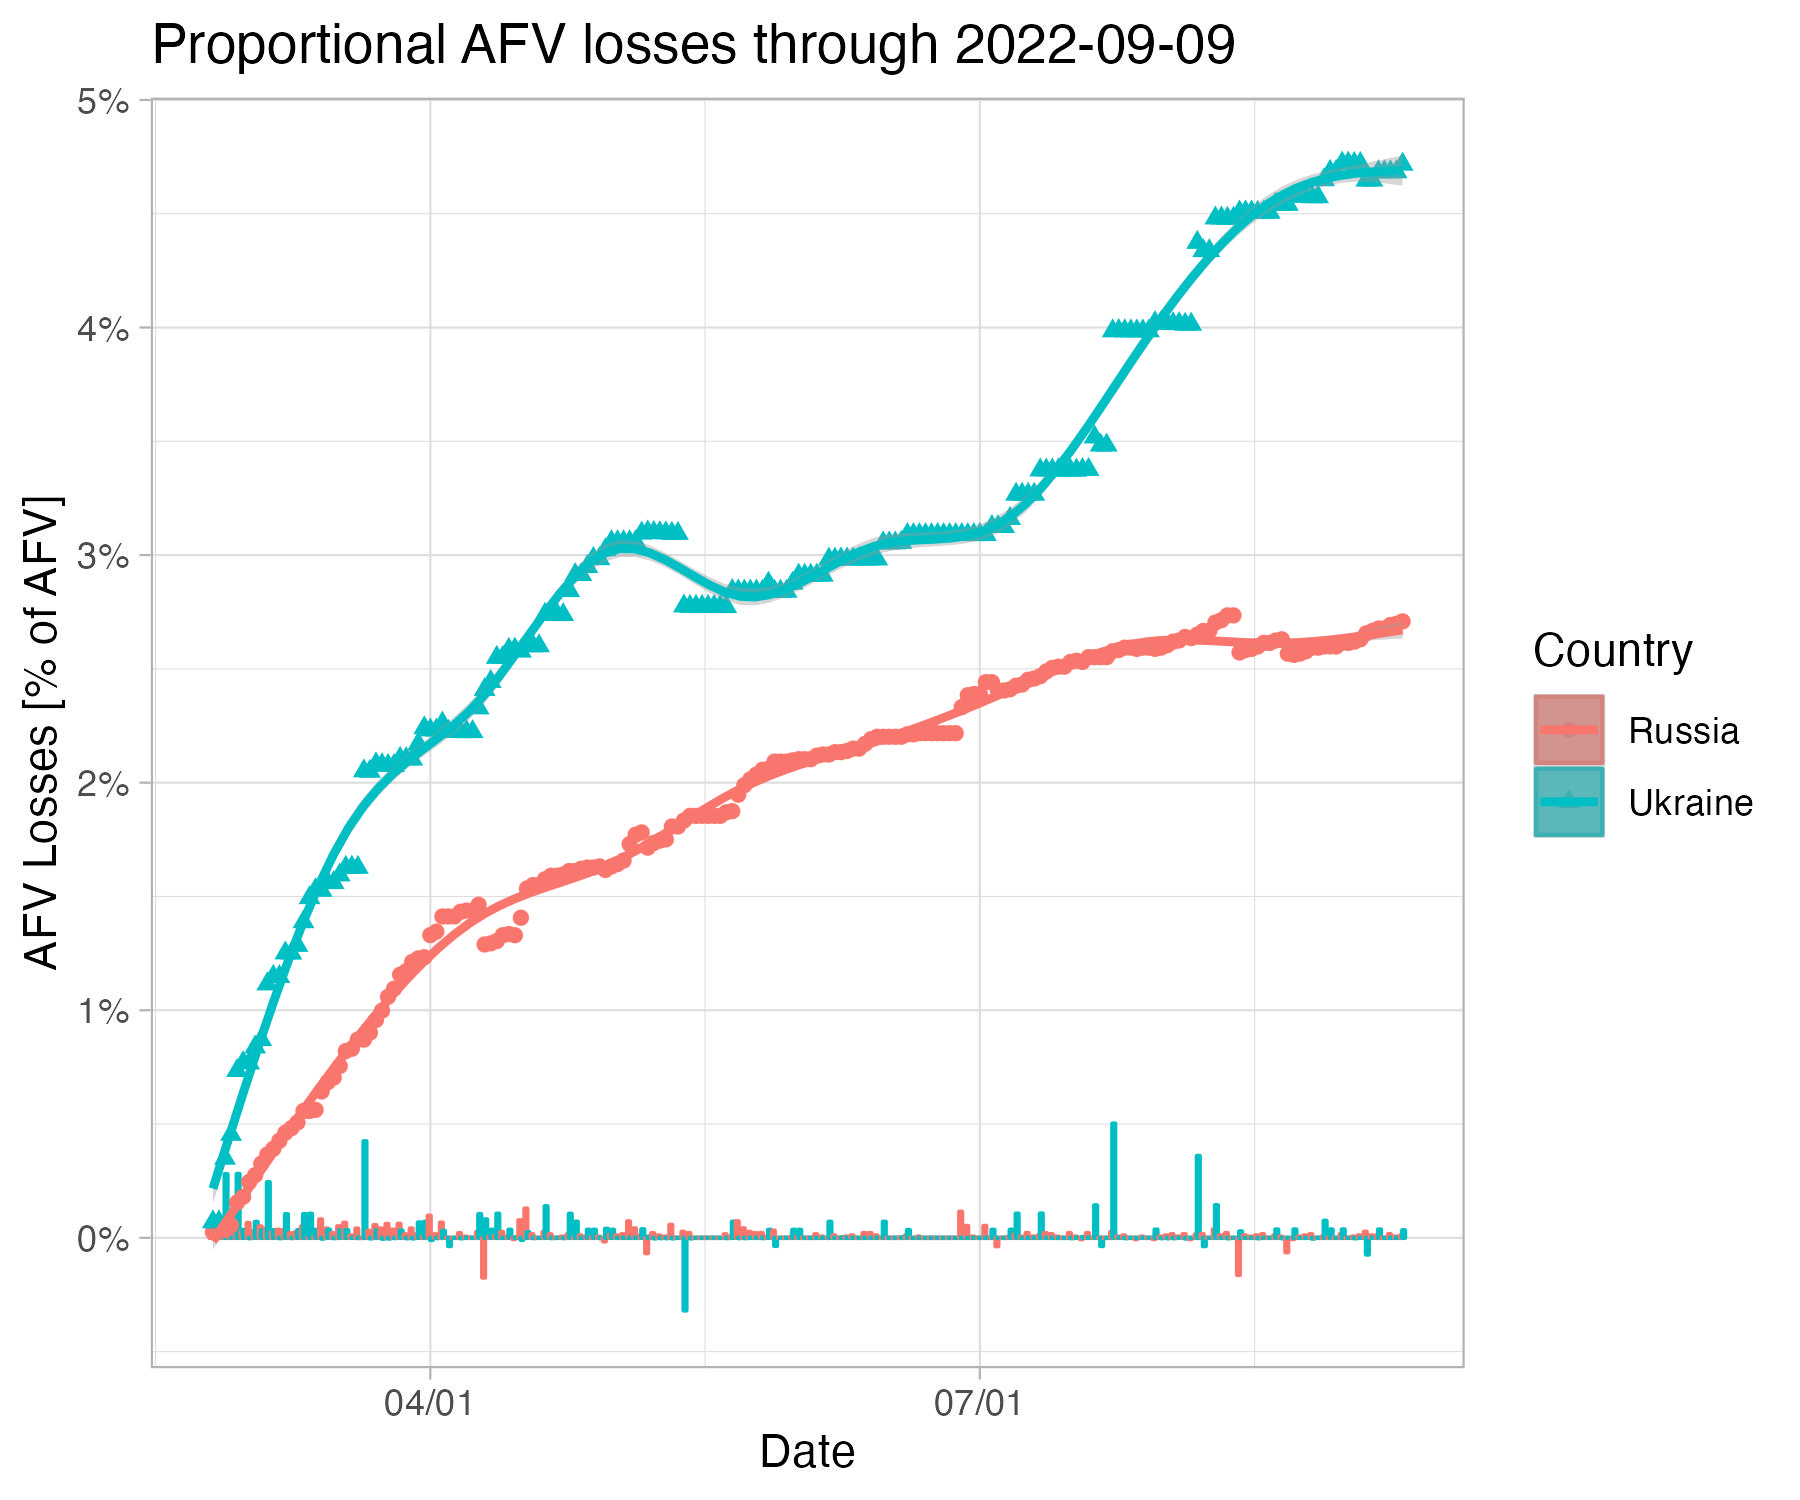 Proportional AFV losses through 2022-09-09
AFV Losses [% of AFV]
5%
4%
3%
2%
1%
0%
04/01
07/01
Date
Country
Russia
Ukraine